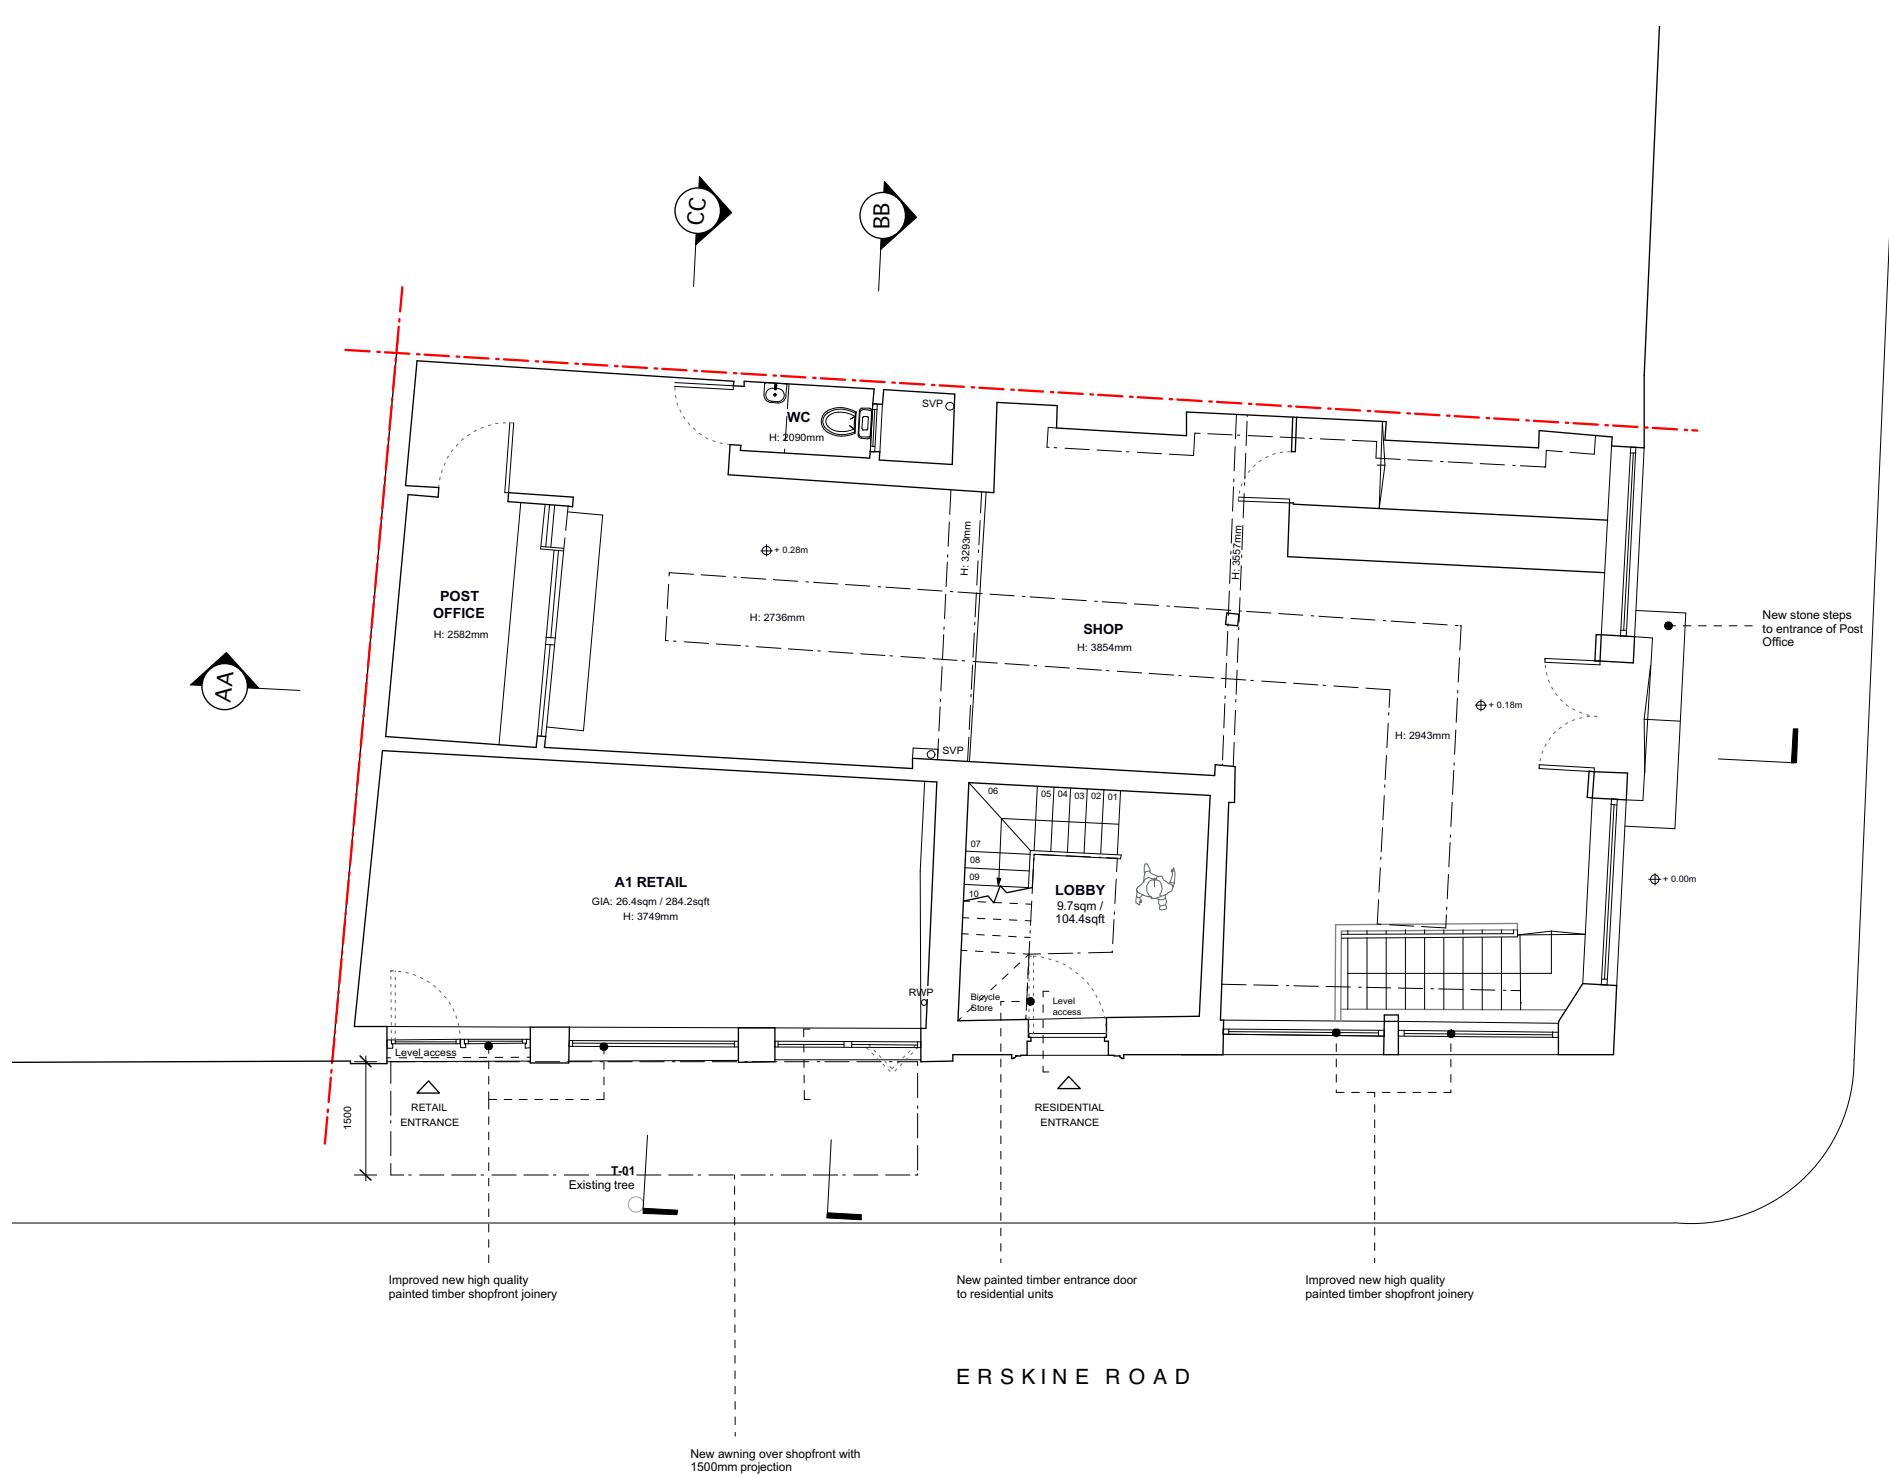 CC
BB
SVP
WC
H: 2090mm
H: 3293mm
H: 3557mm
+ 0.28m
POST
OFFICE
H: 2582mm
H: 2736mm
SHOP
H: 3854mm
New stone steps
to entrance of Post
Office
AA
+ 0.18m
H: 2943mm
SVP
06
05 04 03 02 01
07
08
09
10
A1 RETAIL
GIA: 26.4sqm / 284.2sqft
H: 3749mm
LOBBY
9.7sqm /
104.4sqft
+ 0.00m
RWP
Bicycle
Store
Level
access
Level access
1500
RETAIL
ENTRANCE
RESIDENTIAL
ENTRANCE
T-01
Existing tree
Improved new high quality
painted timber shopfront joinery
New painted timber entrance door
to residential units
Improved new high quality
painted timber shopfront joinery
ERSKINE ROAD
New awning over shopfront with
1500mm projection